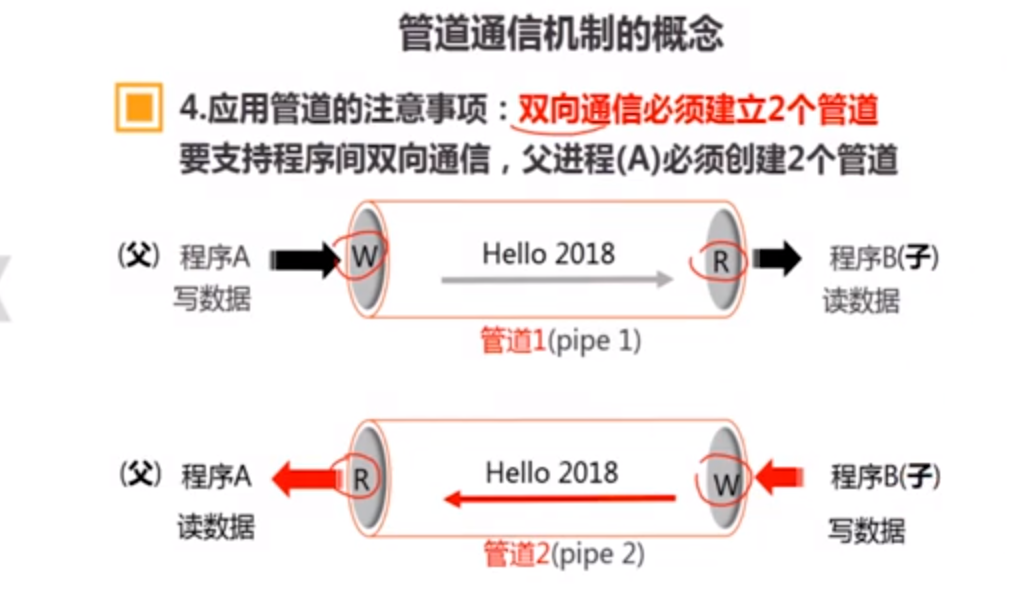 管道通信机制的概念
4.应用管道的注意事项：双向通信必须建立2个管道
要支持程序间双向通信，父进程(A)必须创建2个管道
(父) 程序A W Hello 2018 R 程序B(子)
写数据 读数据
管道1(pipe 1)
(父) 程序A R Hello 2018 W 程序B(子)
读数据 写数据
管道2(pipe 2)